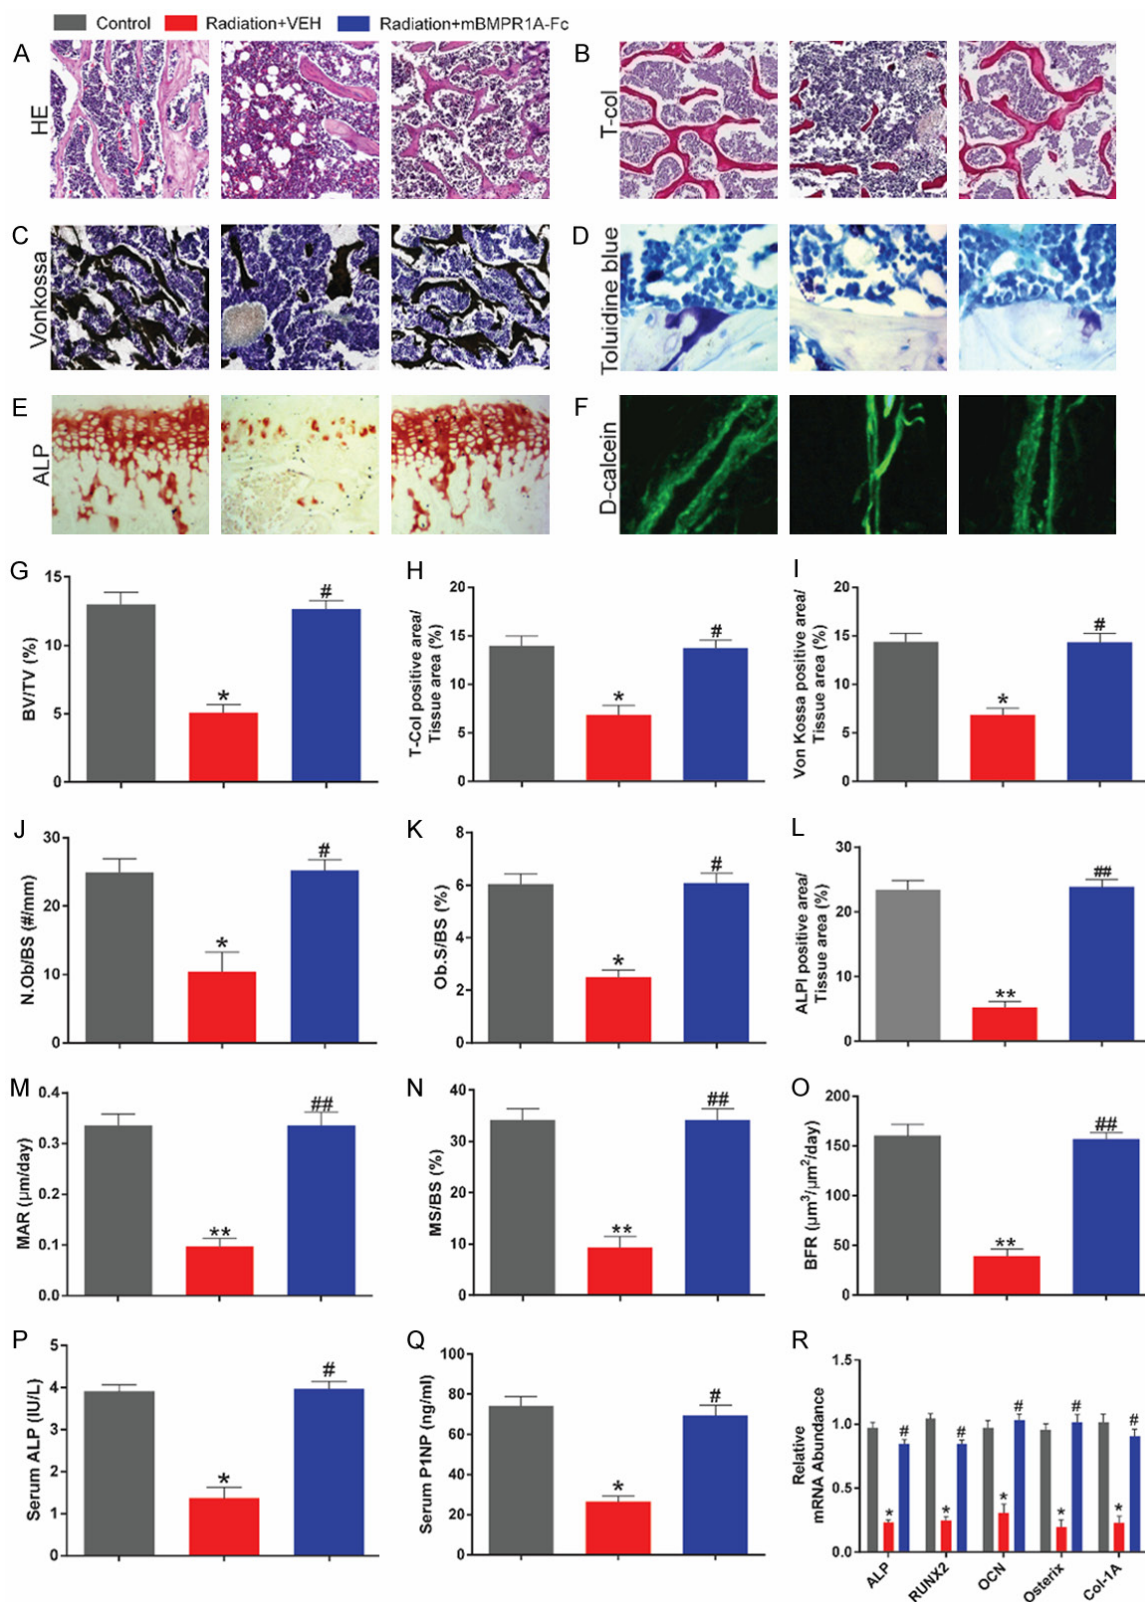 Control Radiation+VEH Radiation+mBMPR1A-Fc
A
HE
B
T-col
C
Vonkossa
D
Toluidine blue
E
ALP
F
D-calcein
G
BV/TV (%)
15
10
5
0
*
#
H
T-Col positive area/
Tissue area (%)
20
15
10
5
0
*
#
I
Von Kossa positive area/
Tissue area (%)
20
15
10
5
0
*
#
J
N.Ob/BS (#/mm)
30
20
10
0
*
#
K
Ob.S/BS (%)
8
6
4
2
0
*
#
L
ALPI positive area/
Tissue area (%)
30
20
10
0
**
##
M
MAR (μm/day)
0.4
0.3
0.2
0.1
0.0
**
##
N
MS/BS (%)
40
30
20
10
0
**
##
O
BFR (μm³/μm²/day)
200
150
100
50
0
**
##
P
Serum ALP (IU/L)
5
4
3
2
1
0
*
#
Q
Serum P1NP (ng/ml)
100
80
60
40
20
0
*
#
R
Relative
mRNA Abundance
1.5
1.0
0.5
0.0
* # * # * # * # * #
ALP RUNX2 OCN Osterix Col-1A